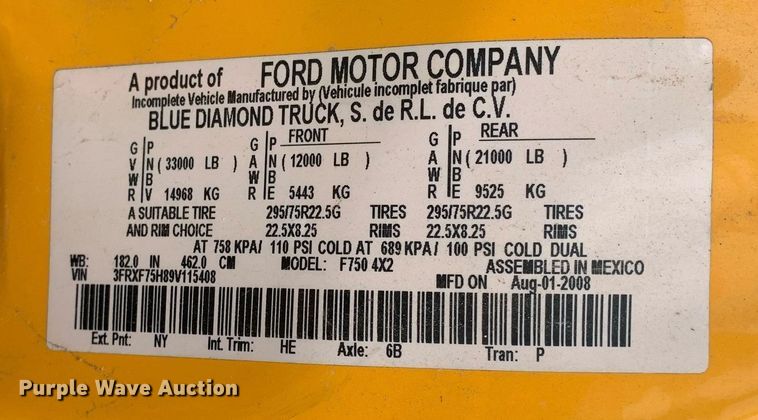 A product of FORD MOTOR COMPANY
Incomplete Vehicle Manufactured by (Vehicule incomplet fabrique par)
BLUE DIAMOND TRUCK, S. de R.L. de C.V.
G P G P FRONT G P REAR
V N ( 33000 LB ) A N ( 12000 LB ) A N ( 21000 LB )
W B W B W B
R V 14968 KG R E 5443 KG R E 9525 KG
A SUITABLE TIRE 295/75R22.5G TIRES 295/75R22.5G TIRES
AND RIM CHOICE 22.5X8.25 RIMS 22.5X8.25 RIMS
AT 758 KPA/ 110 PSI COLD AT 689 KPA/ 100 PSI COLD DUAL
WB: 182.0 IN 462.0 CM MODEL: F750 4X2 ASSEMBLED IN MEXICO
VIN 3FRXF75H89V115408 MFD ON Aug-01-2008
Ext. Pnt: NY Int. Trim: HE Axle: 6B Tran: P
Purple Wave Auction